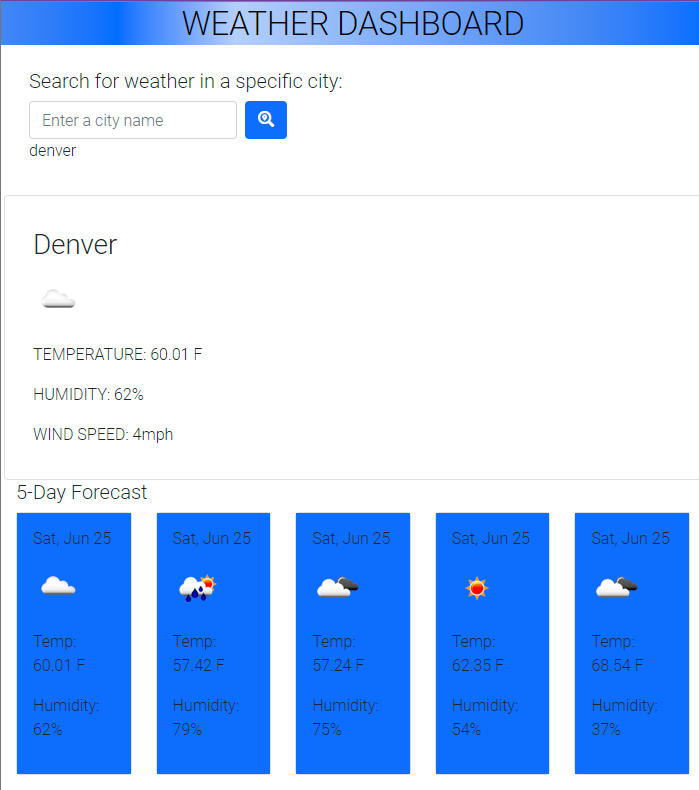 WEATHER DASHBOARD
Search for weather in a specific city:
Enter a city name
denver
Denver
TEMPERATURE: 60.01 F
HUMIDITY: 62%
WIND SPEED: 4mph
5-Day Forecast
Sat, Jun 25
Temp:
60.01 F
Humidity:
62%
Sat, Jun 25
Temp:
57.42 F
Humidity:
79%
Sat, Jun 25
Temp:
57.24 F
Humidity:
75%
Sat, Jun 25
Temp:
62.35 F
Humidity:
54%
Sat, Jun 25
Temp:
68.54 F
Humidity:
37%